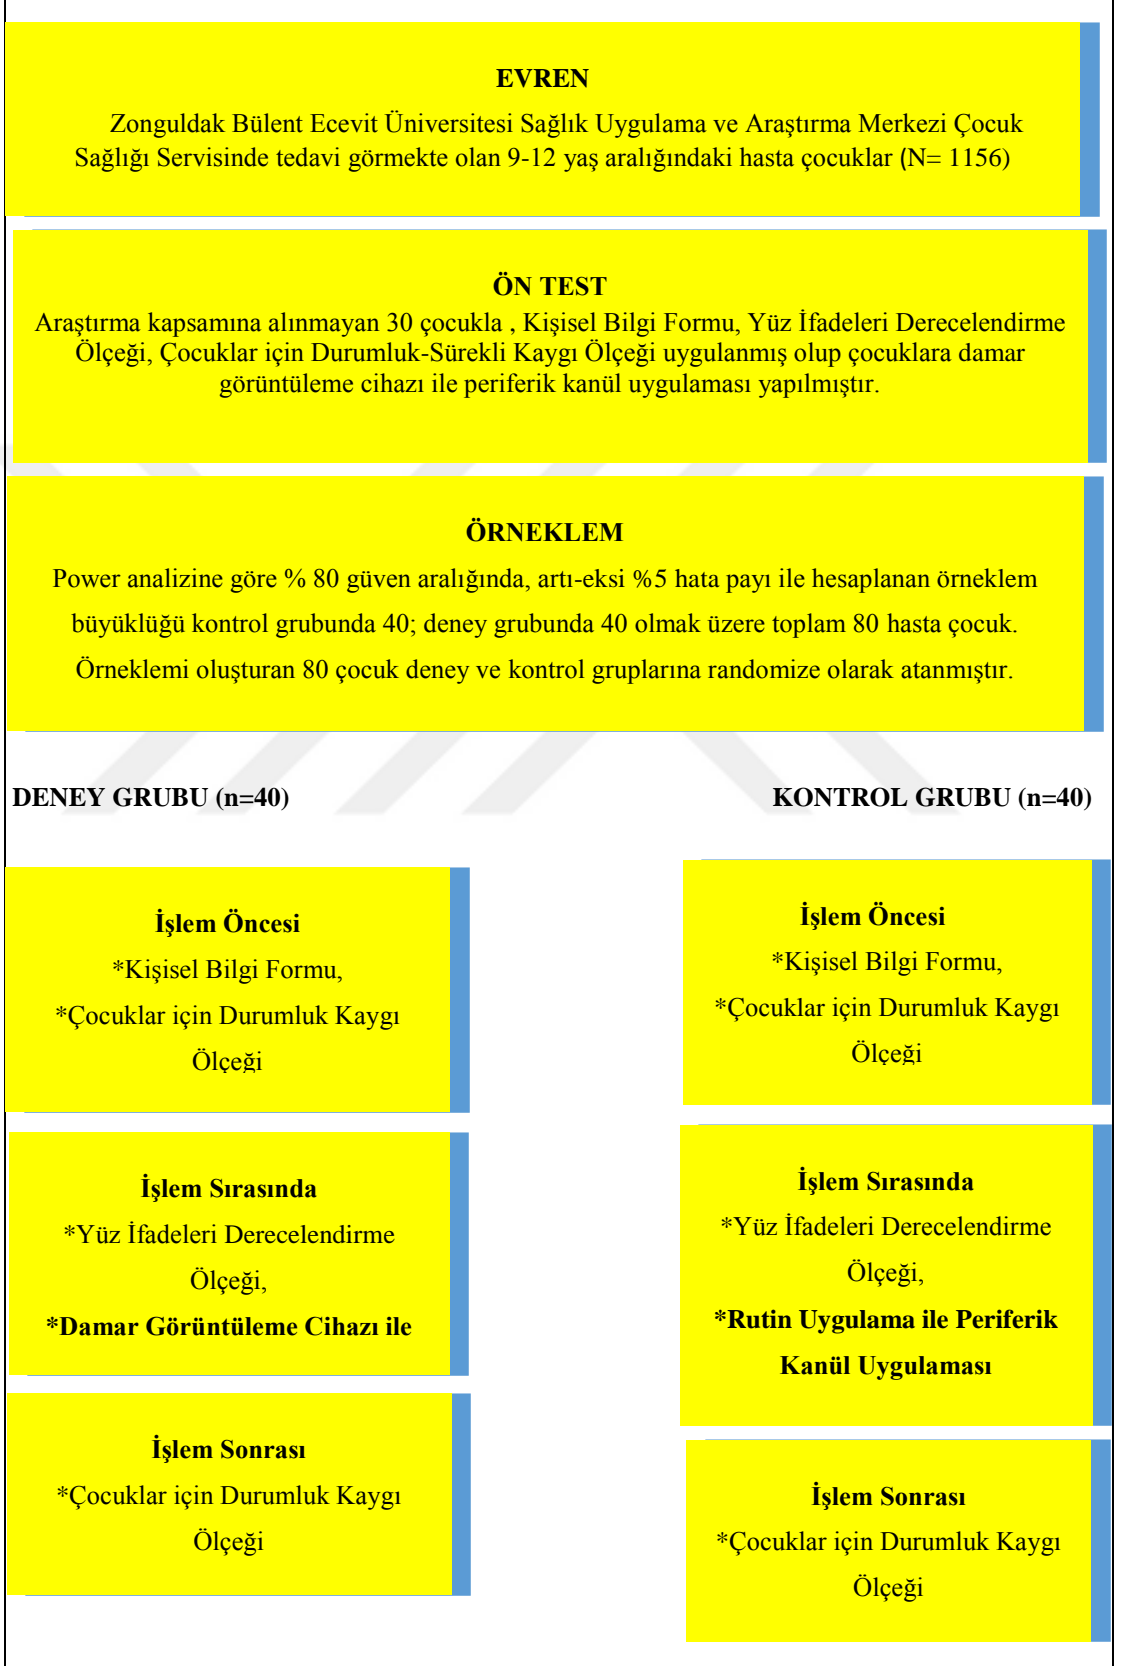 EVREN
Zonguldak Bülent Ecevit Üniversitesi Sağlık Uygulama ve Araştırma Merkezi Çocuk
Sağlığı Servisinde tedavi görmekte olan 9-12 yaş aralığındaki hasta çocuklar (N= 1156)
ÖN TEST
Araştırma kapsamına alınmayan 30 çocukla , Kişisel Bilgi Formu, Yüz İfadeleri Derecelendirme
Ölçeği, Çocuklar için Durumluk-Sürekli Kaygı Ölçeği uygulanmış olup çocuklara damar
görüntüleme cihazı ile periferik kanül uygulaması yapılmıştır.
ÖRNEKLEM
Power analizine göre % 80 güven aralığında, artı-eksi %5 hata payı ile hesaplanan örneklem
büyüklüğü kontrol grubunda 40; deney grubunda 40 olmak üzere toplam 80 hasta çocuk.
Örneklemi oluşturan 80 çocuk deney ve kontrol gruplarına randomize olarak atanmıştır.
DENEY GRUBU (n=40)
İşlem Öncesi
*Kişisel Bilgi Formu,
*Çocuklar için Durumluk Kaygı
Ölçeği
İşlem Sırasında
*Yüz İfadeleri Derecelendirme
Ölçeği,
*Damar Görüntüleme Cihazı ile
İşlem Sonrası
*Çocuklar için Durumluk Kaygı
Ölçeği
KONTROL GRUBU (n=40)
İşlem Öncesi
*Kişisel Bilgi Formu,
*Çocuklar için Durumluk Kaygı
Ölçeği
İşlem Sırasında
*Yüz İfadeleri Derecelendirme
Ölçeği,
*Rutin Uygulama ile Periferik
Kanül Uygulaması
İşlem Sonrası
*Çocuklar için Durumluk Kaygı
Ölçeği